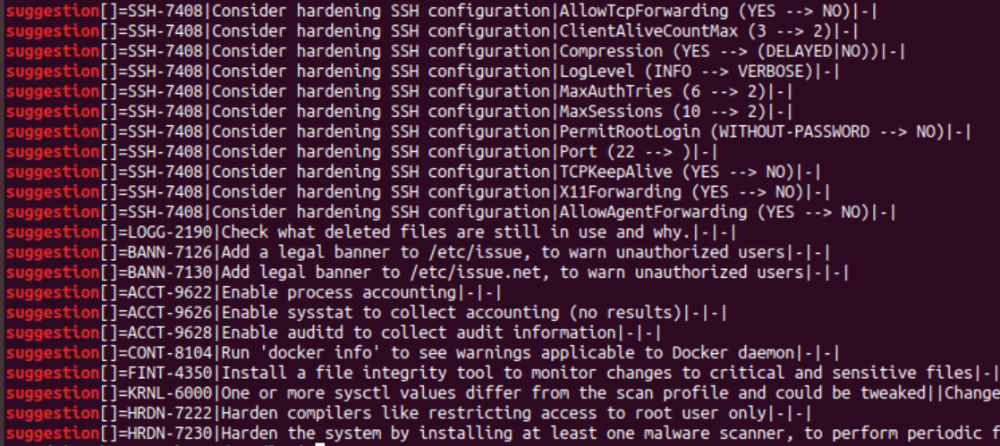 suggestion[]=SSH-7408|Consider hardening SSH configuration|AllowTcpForwarding (YES --> NO)|-|
suggestion[]=SSH-7408|Consider hardening SSH configuration|ClientAliveCountMax (3 --> 2)|-|
suggestion[]=SSH-7408|Consider hardening SSH configuration|Compression (YES --> (DELAYED|NO))|-|
suggestion[]=SSH-7408|Consider hardening SSH configuration|LogLevel (INFO --> VERBOSE)|-|
suggestion[]=SSH-7408|Consider hardening SSH configuration|MaxAuthTries (6 --> 2)|-|
suggestion[]=SSH-7408|Consider hardening SSH configuration|MaxSessions (10 --> 2)|-|
suggestion[]=SSH-7408|Consider hardening SSH configuration|PermitRootLogin (WITHOUT-PASSWORD --> NO)|-|
suggestion[]=SSH-7408|Consider hardening SSH configuration|Port (22 --> )|-|
suggestion[]=SSH-7408|Consider hardening SSH configuration|TCPKeepAlive (YES --> NO)|-|
suggestion[]=SSH-7408|Consider hardening SSH configuration|X11Forwarding (YES --> NO)|-|
suggestion[]=SSH-7408|Consider hardening SSH configuration|AllowAgentForwarding (YES --> NO)|-|
suggestion[]=LOGG-2190|Check what deleted files are still in use and why.|-|-|
suggestion[]=BANN-7126|Add a legal banner to /etc/issue, to warn unauthorized users|-|-|
suggestion[]=BANN-7130|Add legal banner to /etc/issue.net, to warn unauthorized users|-|-|
suggestion[]=ACCT-9622|Enable process accounting|-|-|
suggestion[]=ACCT-9626|Enable sysstat to collect accounting (no results)|-|-|
suggestion[]=ACCT-9628|Enable auditd to collect audit information|-|-|
suggestion[]=CONT-8104|Run 'docker info' to see warnings applicable to Docker daemon|-|-|
suggestion[]=FINT-4350|Install a file integrity tool to monitor changes to critical and sensitive files|-|
suggestion[]=KRNL-6000|One or more sysctl values differ from the scan profile and could be tweaked||Change
suggestion[]=HRDN-7222|Harden compilers like restricting access to root user only|-|-|
suggestion[]=HRDN-7230|Harden the system by installing at least one malware scanner, to perform periodic f